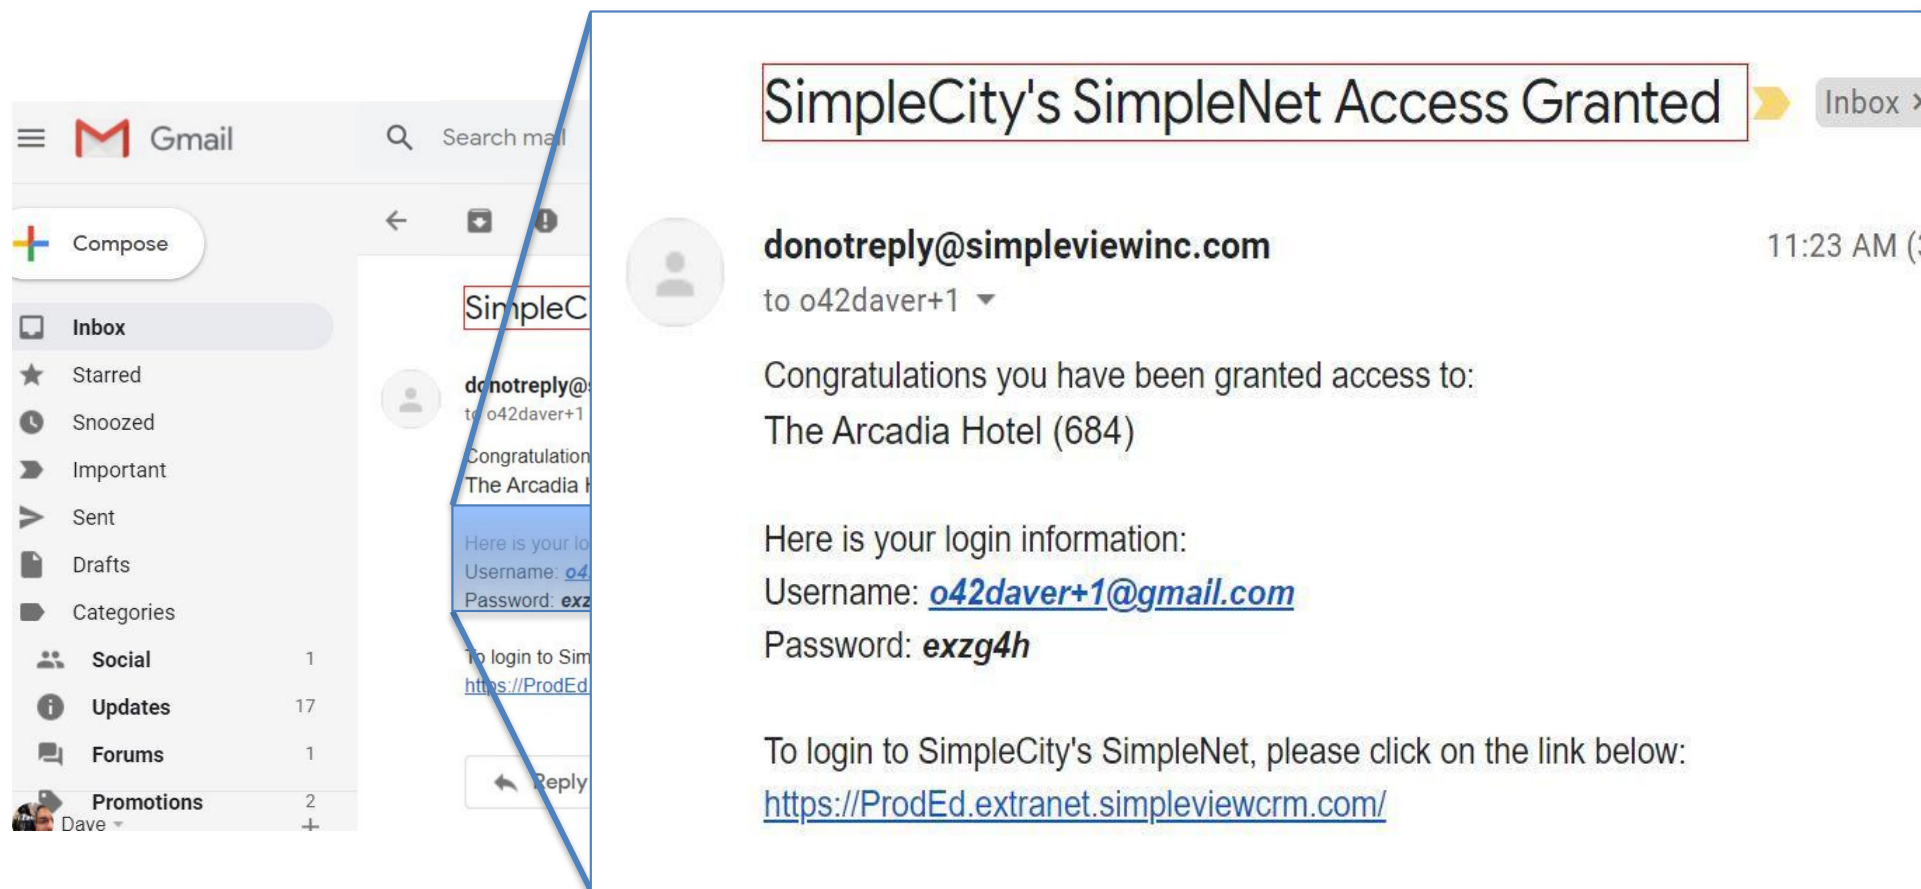 Gmail
Search mail
Compose
Inbox
Starred
Snoozed
Important
Sent
Drafts
Categories
Social 1
Updates 17
Forums 1
Promotions 2
Dave
SimpleC
donotreply@
to o42daver+1
Congratulation
The Arcadia
Here is your lo
Username: o4
Password: exz
To login to Sim
https://ProdEd
Reply
SimpleCity's SimpleNet Access Granted
Inbox ×
donotreply@simpleviewinc.com
11:23 AM (
to o42daver+1
Congratulations you have been granted access to:
The Arcadia Hotel (684)
Here is your login information:
Username: o42daver+1@gmail.com
Password: exzg4h
To login to SimpleCity's SimpleNet, please click on the link below:
https://ProdEd.extranet.simpleviewcrm.com/